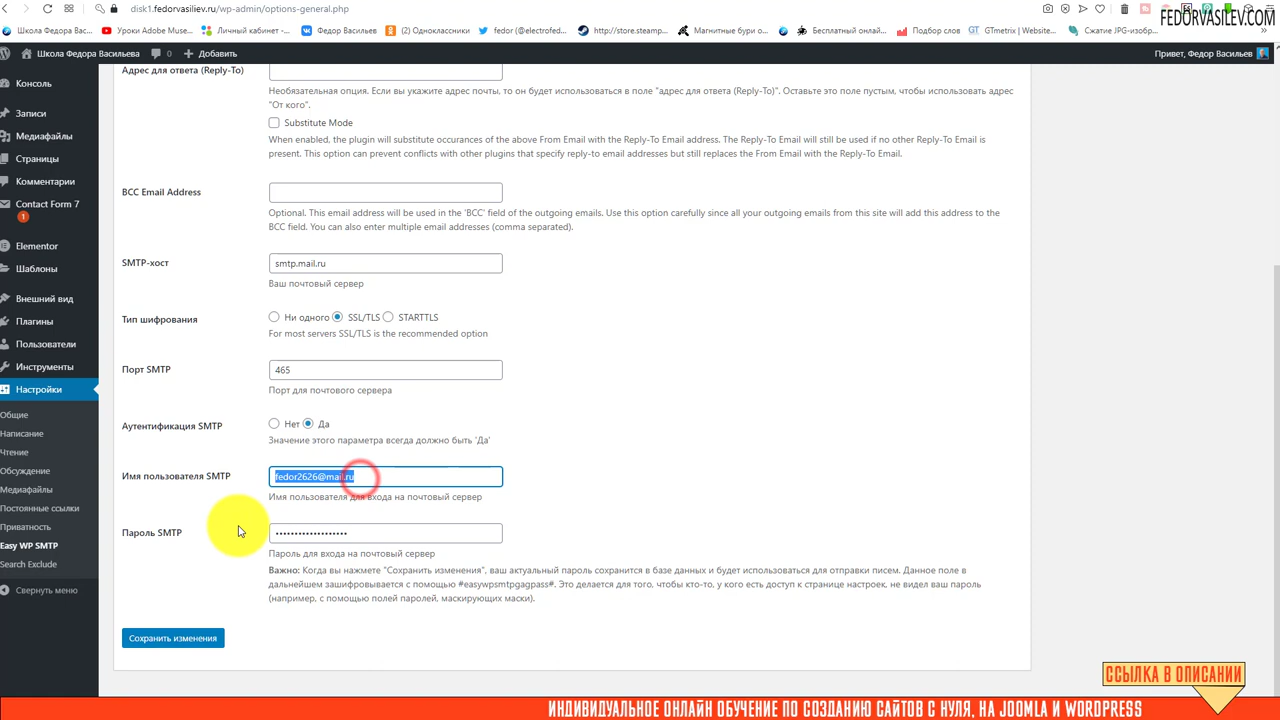 disk1.fedorvasiliev.ru/wp-admin/options-general.php
FEDORVASILEV.COM
Школа Федора Вас... Уроки Adobe Muse... Личный кабинет -... Федор Васильев (2) Одноклассники fedor (@electrofed... http://store.steamp... Магнитные бури о... Бесплатный онлай... Подбор слов GTmetrix | Website... Сжатие JPG-изобр... »
Школа Федора Васильева 0 Добавить Привет, Федор Васильев
Консоль
Записи
Медиафайлы
Страницы
Комментарии
Contact Form 7
1
Elementor
Шаблоны
Внешний вид
Плагины
Пользователи
Инструменты
Настройки
Общие
Написание
Чтение
Обсуждение
Медиафайлы
Постоянные ссылки
Приватность
Easy WP SMTP
Search Exclude
Свернуть меню
Адрес для ответа (Reply-To)
Необязательная опция. Если вы укажите адрес почты, то он будет использоваться в поле "адрес для ответа (Reply-To)". Оставьте это поле пустым, чтобы использовать адрес
"От кого".
Substitute Mode
When enabled, the plugin will substitute occurances of the above From Email with the Reply-To Email address. The Reply-To Email will still be used if no other Reply-To Email is
present. This option can prevent conflicts with other plugins that specify reply-to email addresses but still replaces the From Email with the Reply-To Email.
BCC Email Address
Optional. This email address will be used in the 'BCC' field of the outgoing emails. Use this option carefully since all your outgoing emails from this site will add this address to the
BCC field. You can also enter multiple email addresses (comma separated).
SMTP-хост smtp.mail.ru
Ваш почтовый сервер
Тип шифрования Ни одного SSL/TLS STARTTLS
For most servers SSL/TLS is the recommended option
Порт SMTP 465
Порт для почтового сервера
Аутентификация SMTP Нет Да
Значение этого параметра всегда должно быть 'Да'
Имя пользователя SMTP fedor2626@mail.ru
Имя пользователя для входа на почтовый сервер
Пароль SMTP
Пароль для входа на почтовый сервер
Важно: Когда вы нажмете "Сохранить изменения", ваш актуальный пароль сохранится в базе данных и будет использоваться для отправки писем. Данное поле в
дальнейшем зашифровывается с помощью #easywpsmtpgagpass#. Это делается для того, чтобы кто-то, у кого есть доступ к странице настроек, не видел ваш пароль
(например, с помощью полей паролей, маскирующих маски).
Сохранить изменения
ССЫЛКА В ОПИСАНИИ
ИНДИВИДУАЛЬНОЕ ОНЛАЙН ОБУЧЕНИЕ ПО СОЗДАНИЮ САЙТОВ С НУЛЯ, НА JOOMLA И WORDPRESS